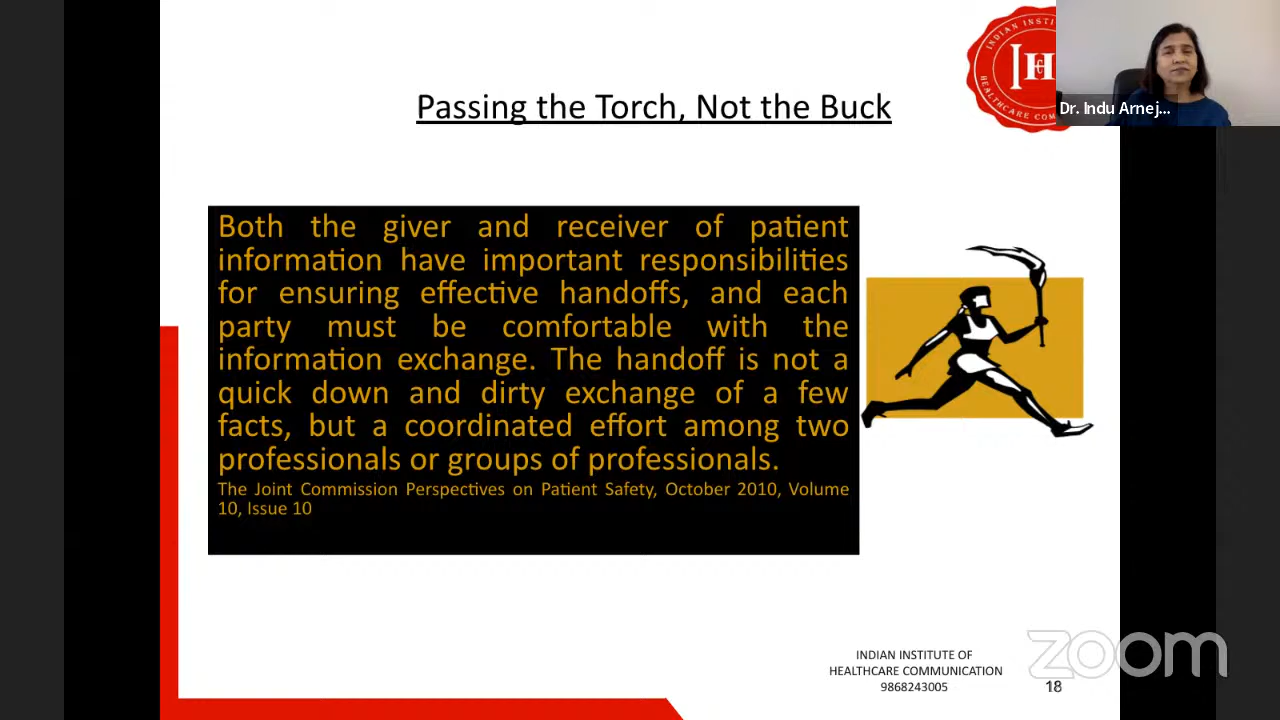 Passing the Torch, Not the Buck
INDIAN INSTI
HEALTHCARE COM
Dr. Indu Arnej...
Both the giver and receiver of patient
information have important responsibilities
for ensuring effective handoffs, and each
party must be comfortable with the
information exchange. The handoff is not a
quick down and dirty exchange of a few
facts, but a coordinated effort among two
professionals or groups of professionals.
The Joint Commission Perspectives on Patient Safety, October 2010, Volume
10, Issue 10
INDIAN INSTITUTE OF
HEALTHCARE COMMUNICATION
9868243005
18
zoom